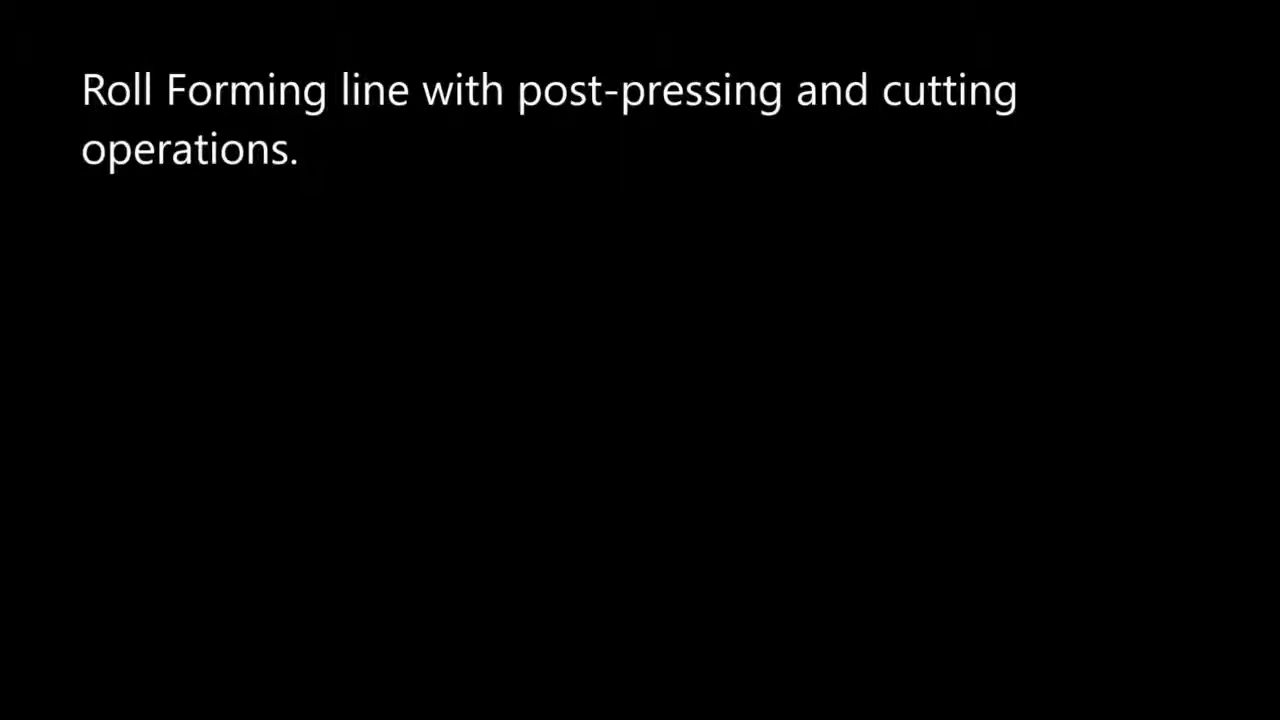 Roll Forming line with post-pressing and cutting
operations.